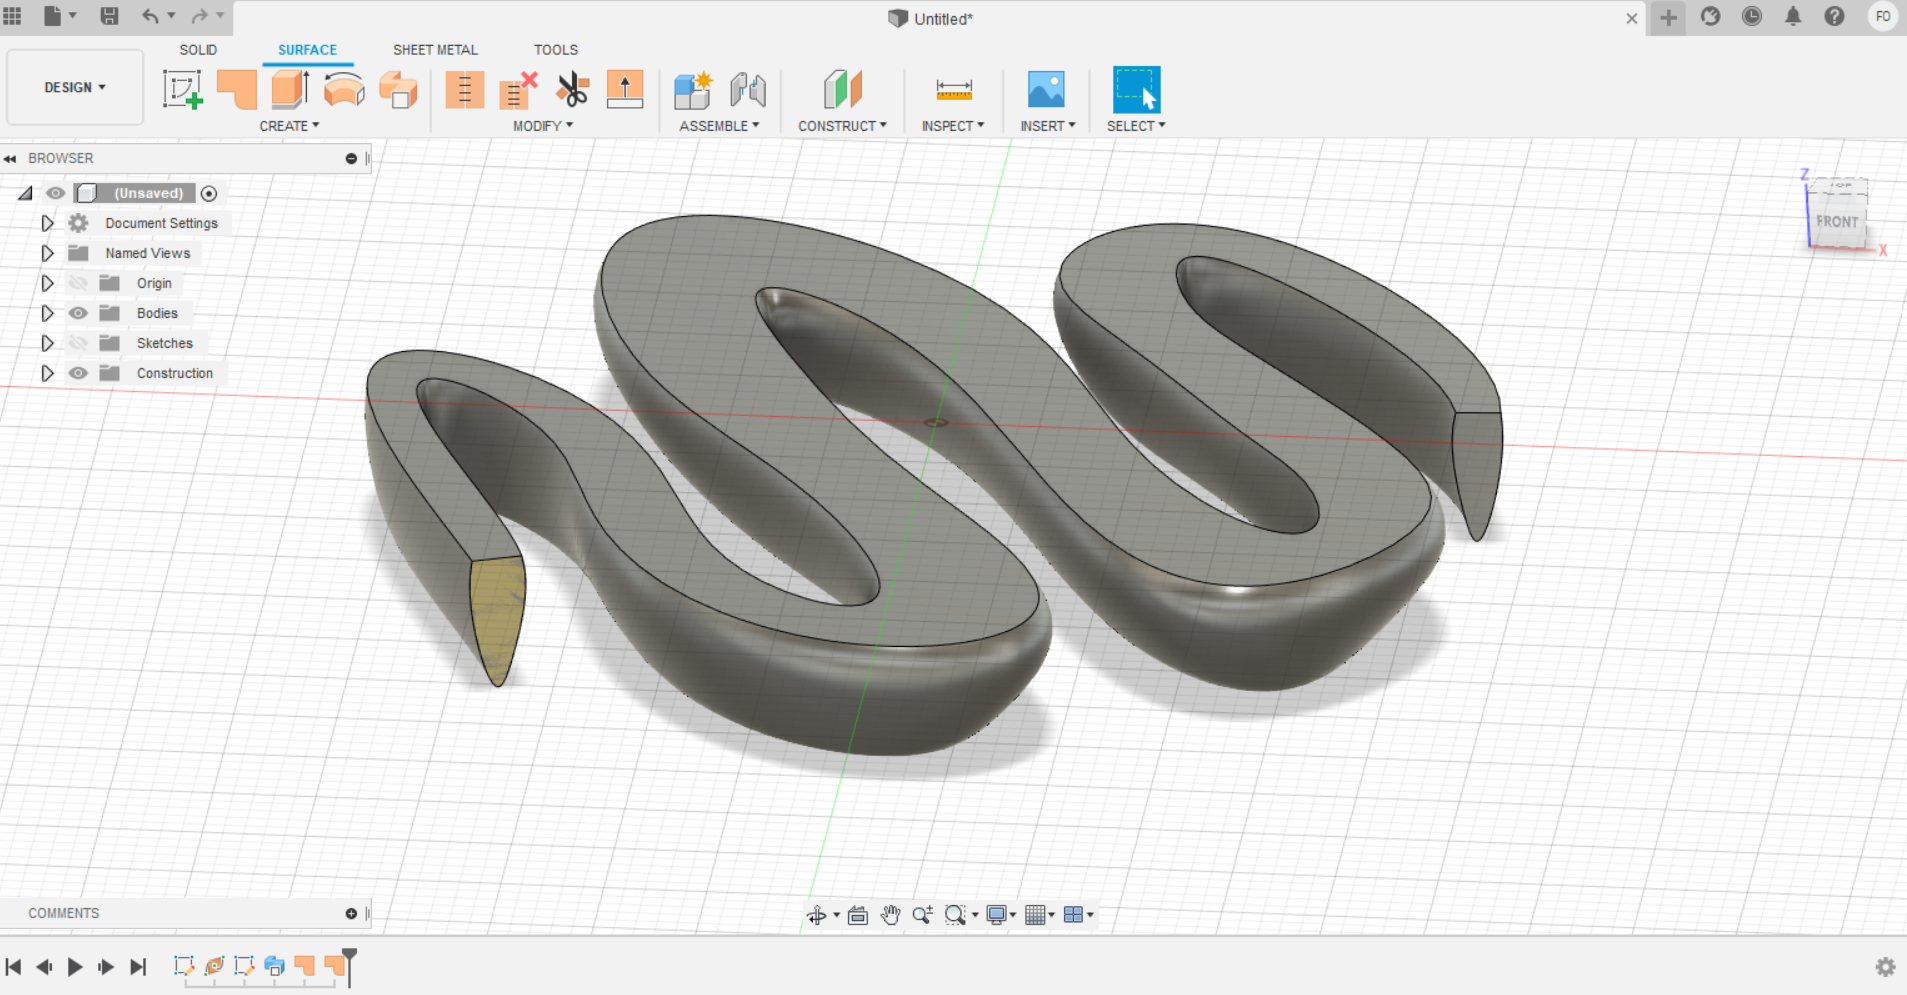 Untitled*
FO
SOLID
SURFACE
SHEET METAL
TOOLS
DESIGN
CREATE
MODIFY
ASSEMBLE
CONSTRUCT
INSPECT
INSERT
SELECT
BROWSER
(Unsaved)
Document Settings
Named Views
Origin
Bodies
Sketches
Construction
Z
TOP
FRONT
X
COMMENTS